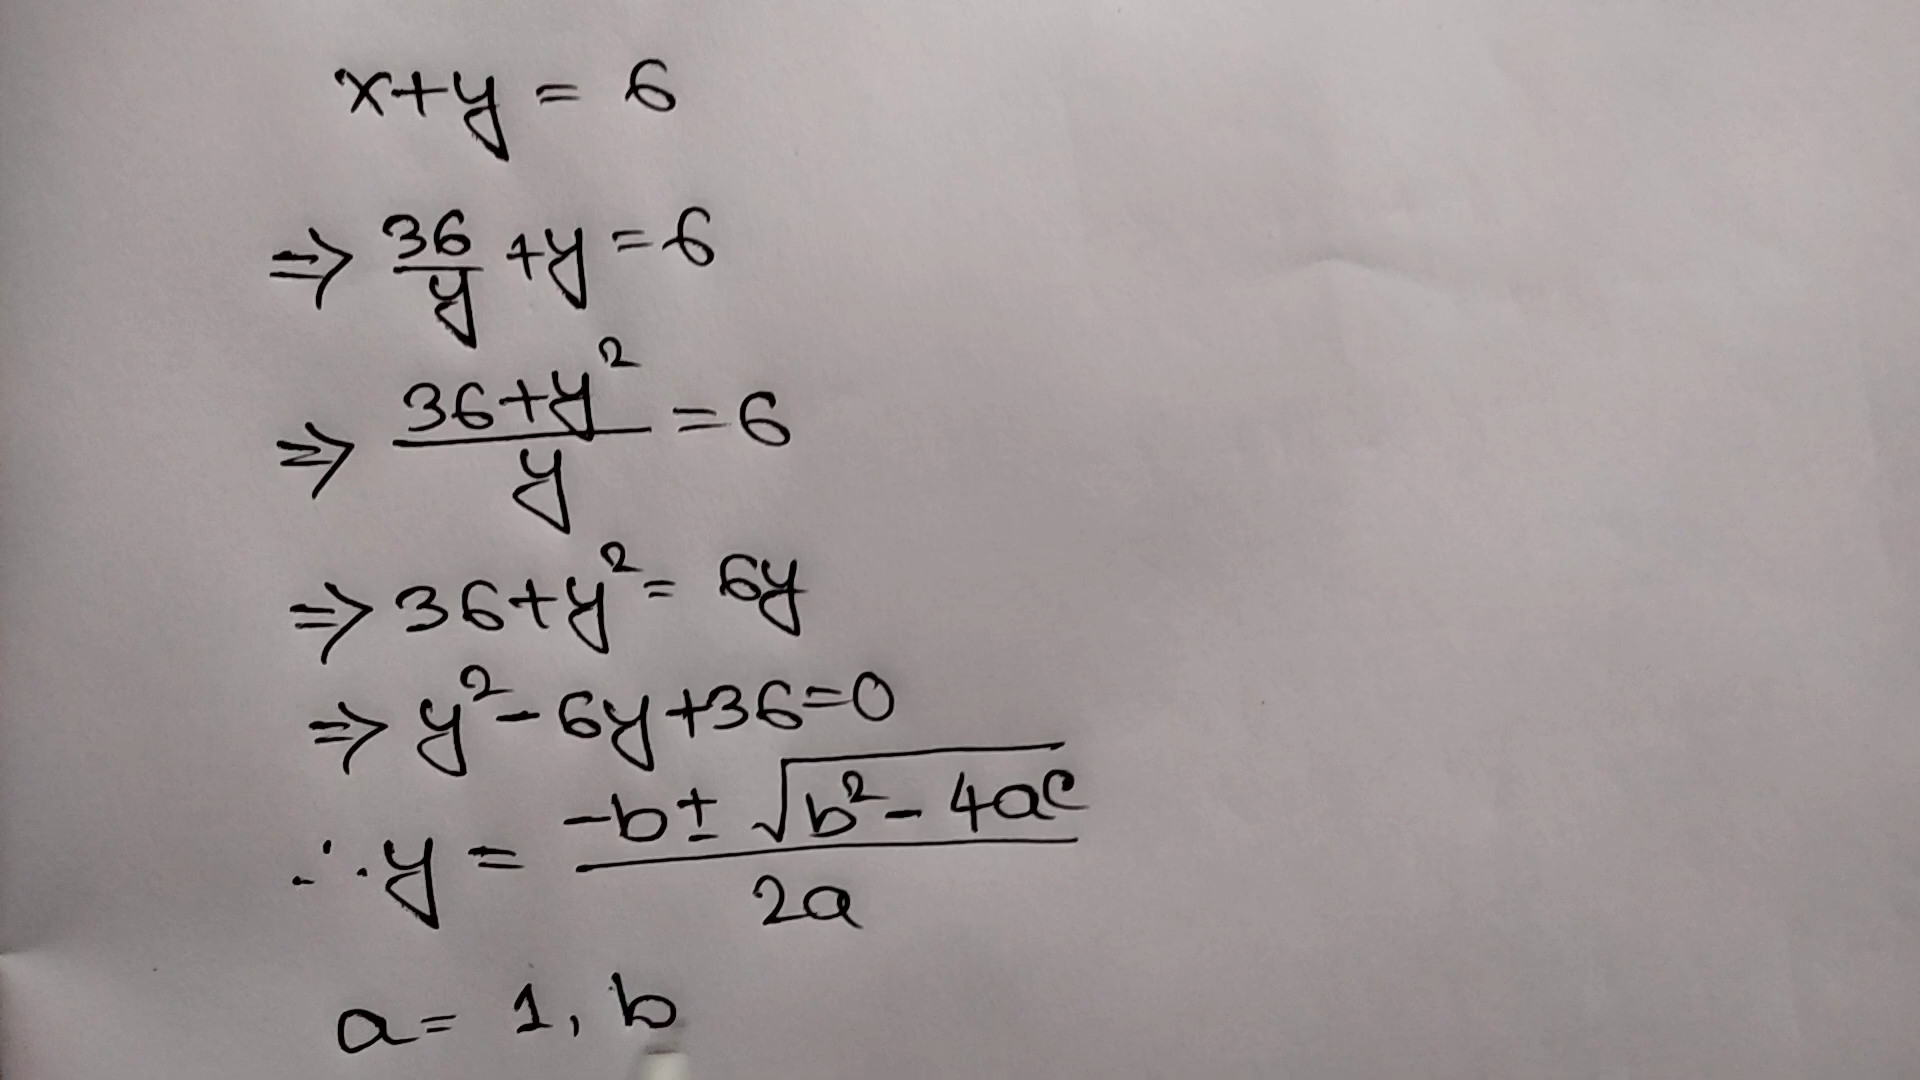 x+y = 6
⇒ 36/y + y = 6
⇒ (36+y²)/y = 6
⇒ 36+y² = 6y
⇒ y² - 6y + 36 = 0
∴ y = (-b ± √(b² - 4ac))/2a
a = 1, b